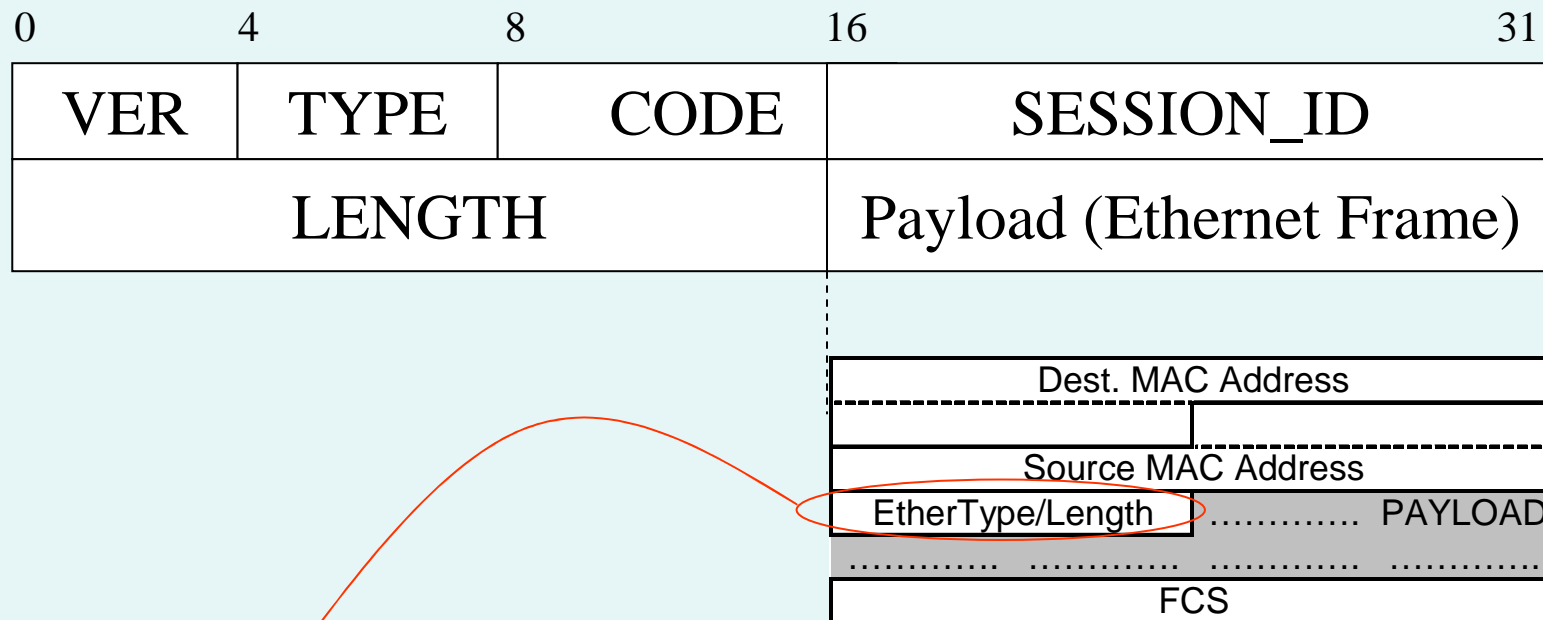 0 4 8 16 31
VER TYPE CODE SESSION_ID
LENGTH Payload (Ethernet Frame)
Dest. MAC Address
Source MAC Address
EtherType/Length ............. PAYLOAD
............. ............. ............. .............
FCS